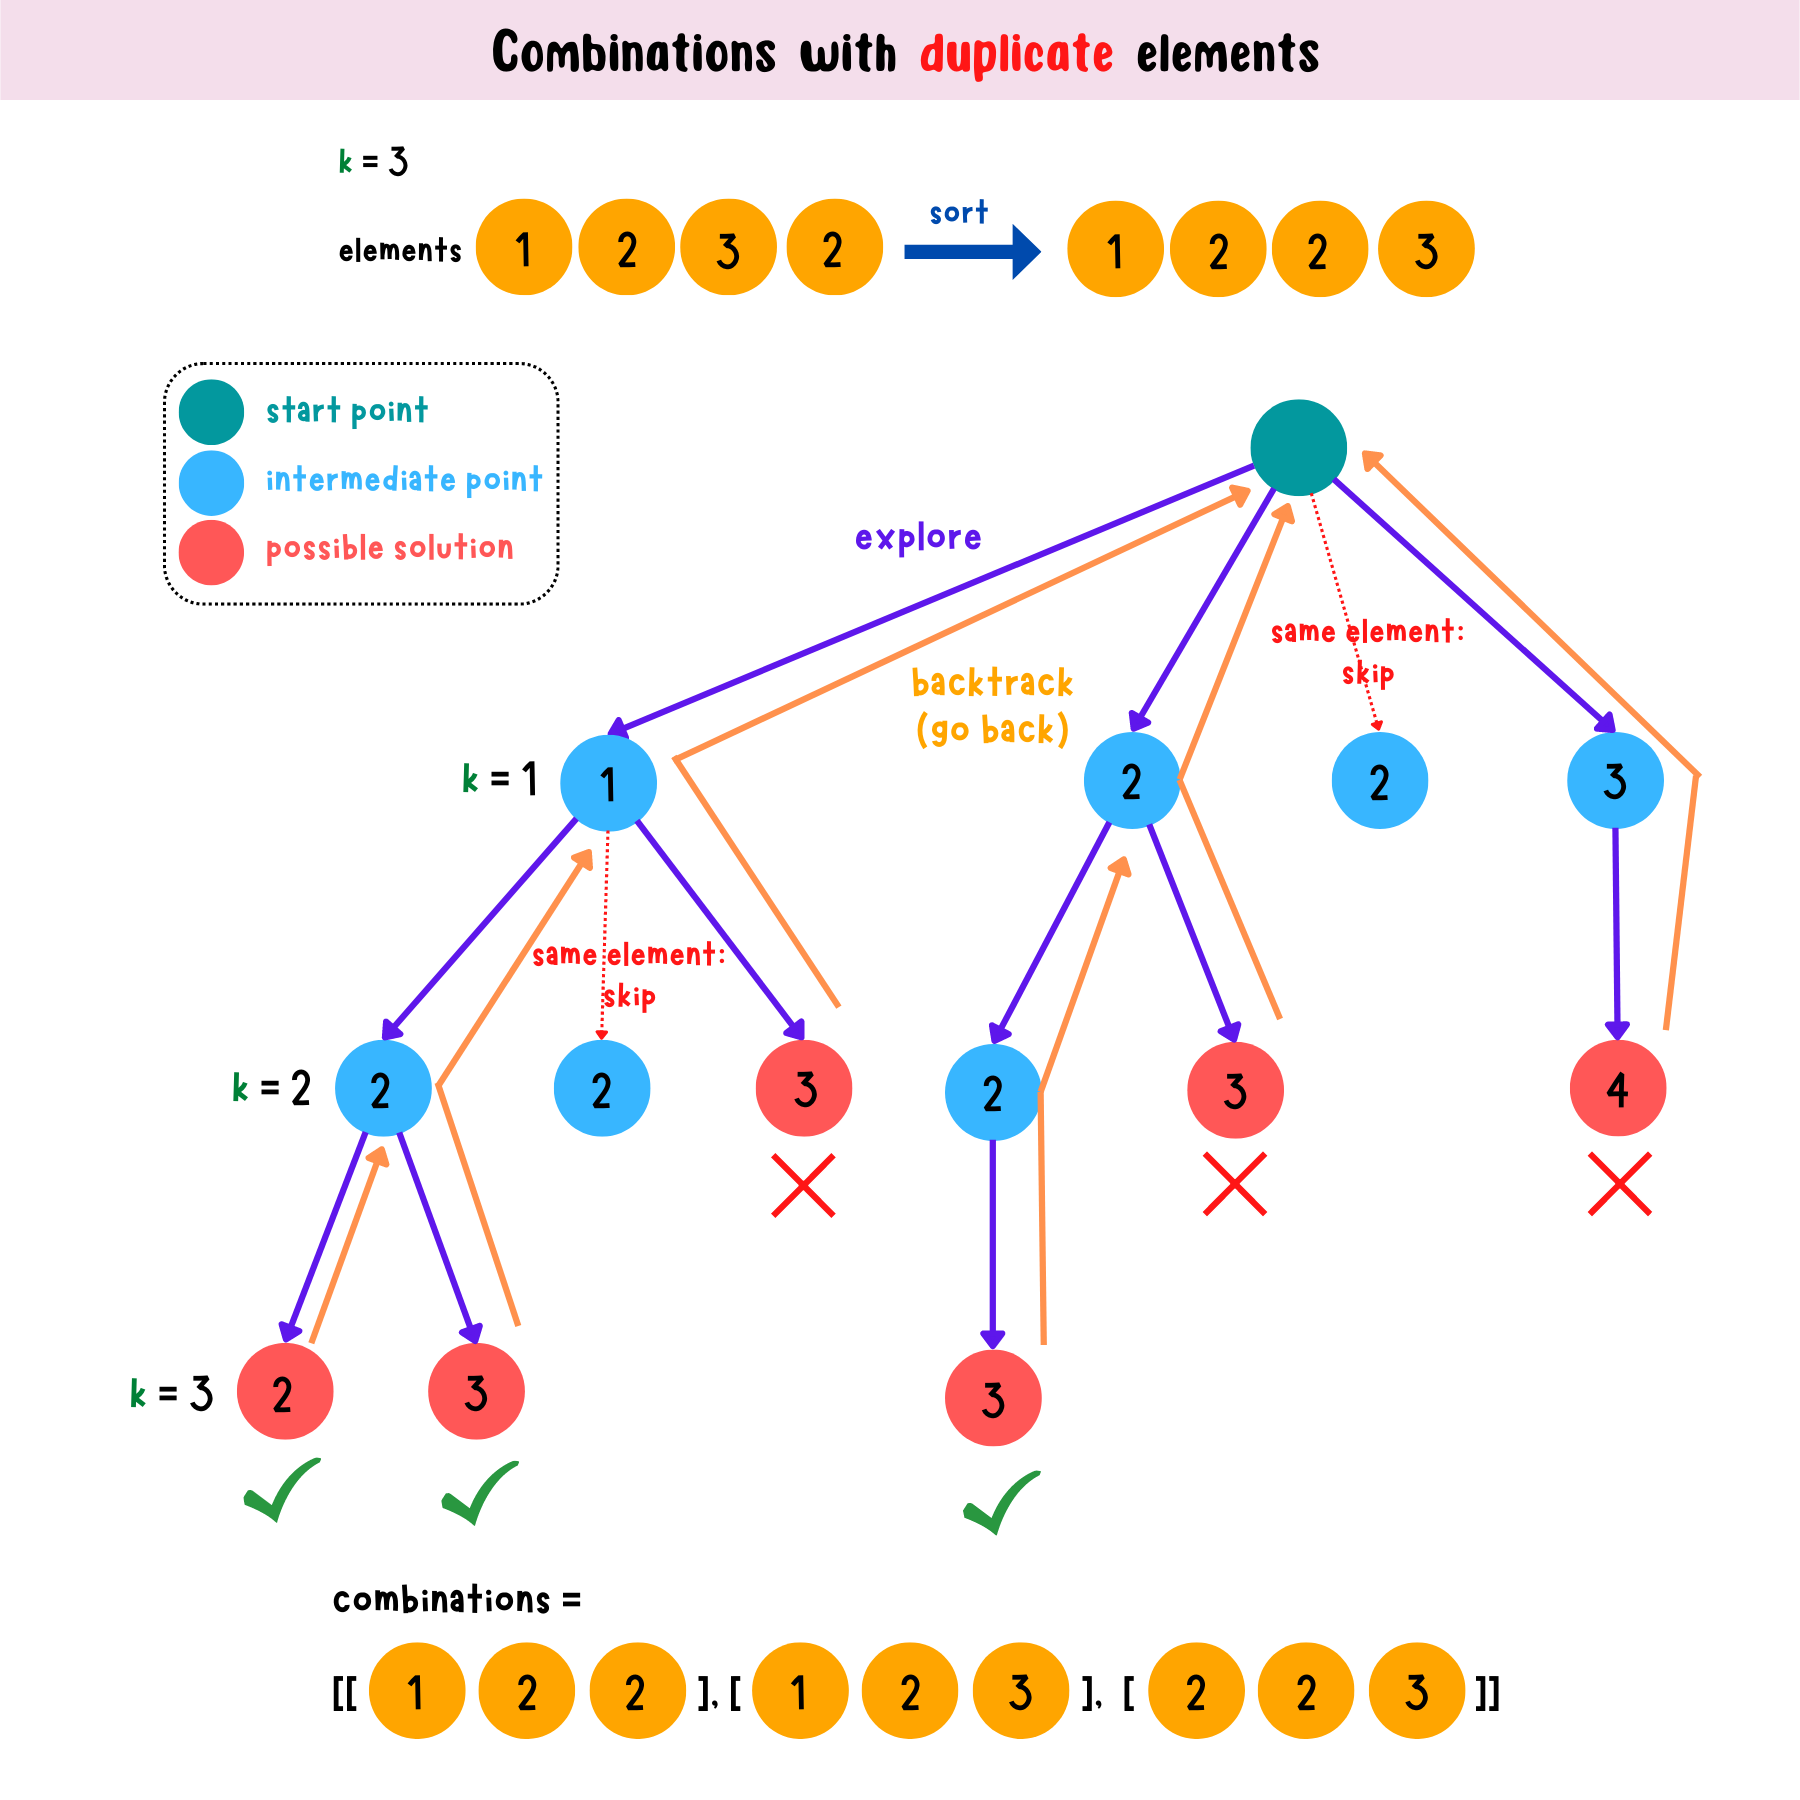 Combinations with duplicate elements
k = 3
elements 1 2 3 2 sort 1 2 2 3
start point
intermediate point
possible solution
explore
same element:
skip
backtrack
(go back)
k = 1 1 2 2 3
same element:
skip
k = 2 2 2 3 2 3 4
k = 3 2 3 3
combinations =
[[ 1 2 2 ], [ 1 2 3 ], [ 2 2 3 ]]